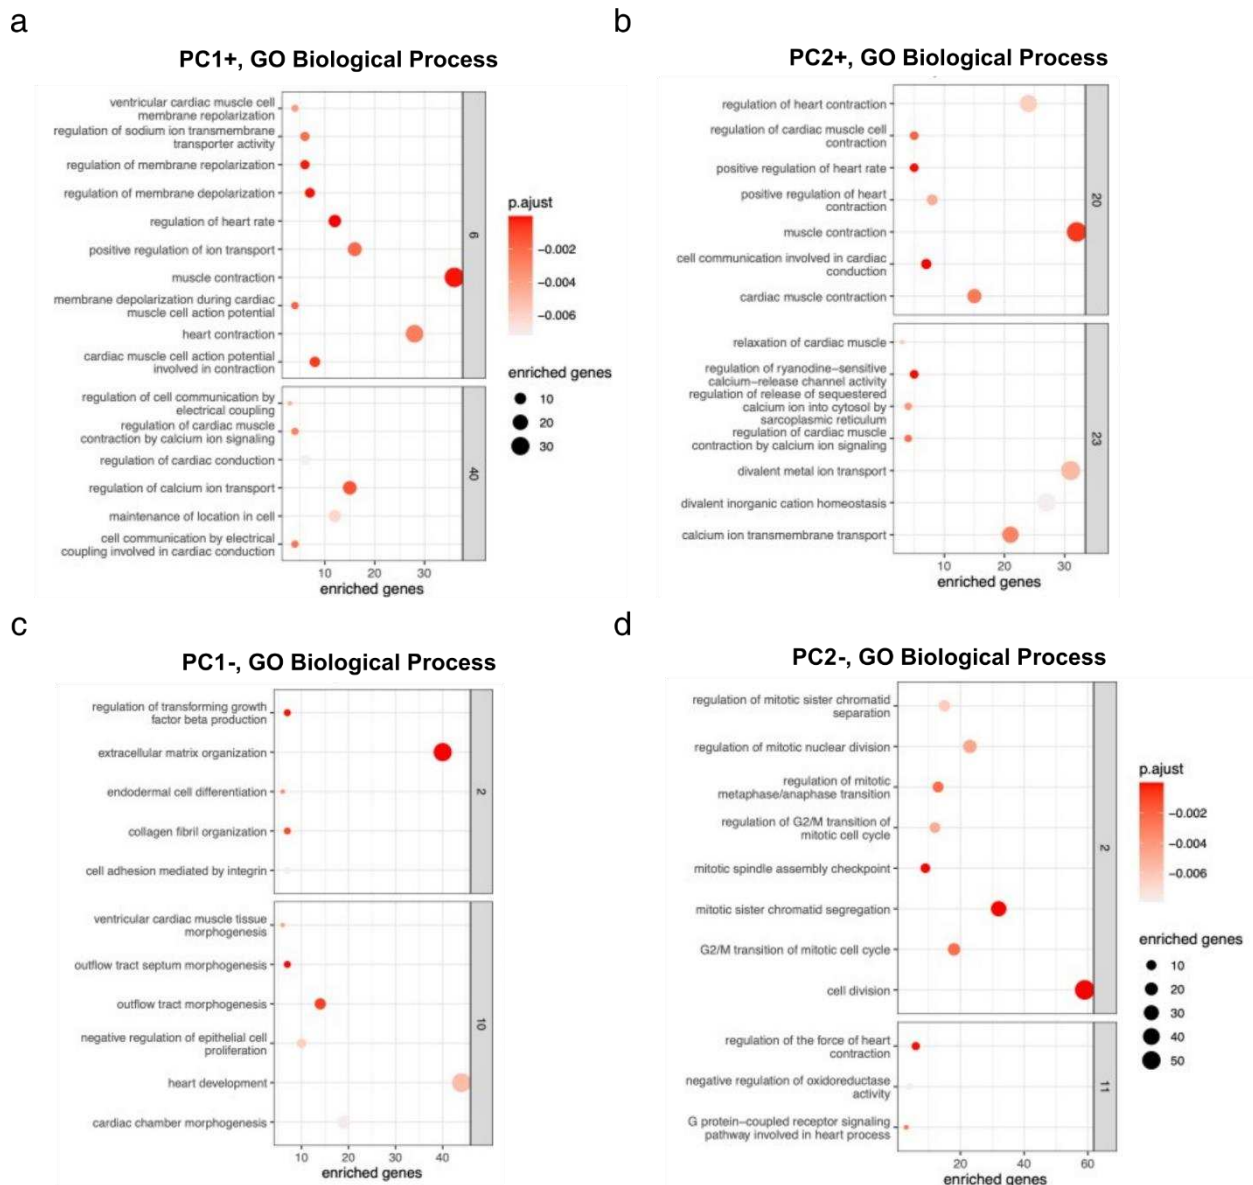 a
PC1+, GO Biological Process
ventricular cardiac muscle cell
membrane repolarization
regulation of sodium ion transmembrane
transporter activity
regulation of membrane repolarization
regulation of membrane depolarization
regulation of heart rate
positive regulation of ion transport
muscle contraction
membrane depolarization during cardiac
muscle cell action potential
heart contraction
cardiac muscle cell action potential
involved in contraction
6
regulation of cell communication by
electrical coupling
regulation of cardiac muscle
contraction by calcium ion signaling
regulation of cardiac conduction
regulation of calcium ion transport
maintenance of location in cell
cell communication by electrical
coupling involved in cardiac conduction
40
10 20 30
enriched genes
p.ajust
-0.002
-0.004
-0.006
enriched genes
10
20
30
b
PC2+, GO Biological Process
regulation of heart contraction
regulation of cardiac muscle cell
contraction
positive regulation of heart rate
positive regulation of heart
contraction
muscle contraction
cell communication involved in cardiac
conduction
cardiac muscle contraction
20
relaxation of cardiac muscle
regulation of ryanodine-sensitive
calcium-release channel activity
regulation of release of sequestered
calcium ion into cytosol by
sarcoplasmic reticulum
regulation of cardiac muscle
contraction by calcium ion signaling
divalent metal ion transport
divalent inorganic cation homeostasis
calcium ion transmembrane transport
23
10 20 30
enriched genes
c
PC1-, GO Biological Process
regulation of transforming growth
factor beta production
extracellular matrix organization
endodermal cell differentiation
collagen fibril organization
cell adhesion mediated by integrin
2
ventricular cardiac muscle tissue
morphogenesis
outflow tract septum morphogenesis
outflow tract morphogenesis
negative regulation of epithelial cell
proliferation
heart development
cardiac chamber morphogenesis
10
10 20 30 40
enriched genes
d
PC2-, GO Biological Process
regulation of mitotic sister chromatid
separation
regulation of mitotic nuclear division
regulation of mitotic
metaphase/anaphase transition
regulation of G2/M transition of
mitotic cell cycle
mitotic spindle assembly checkpoint
mitotic sister chromatid segregation
G2/M transition of mitotic cell cycle
cell division
2
regulation of the force of heart
contraction
negative regulation of oxidoreductase
activity
G protein-coupled receptor signaling
pathway involved in heart process
11
20 40 60
enriched genes
p.ajust
-0.002
-0.004
-0.006
enriched genes
10
20
30
40
50